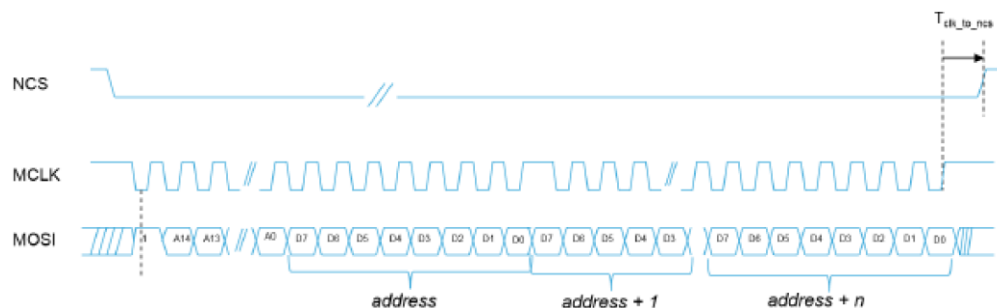 T_clk_to_ncs
NCS
MCLK
MOSI 1 A14 A13 A0 D7 D6 D5 D4 D3 D2 D1 D0 D7 D6 D5 D4 D3 D7 D6 D5 D4 D3 D2 D1 D0
address address + 1 address + n